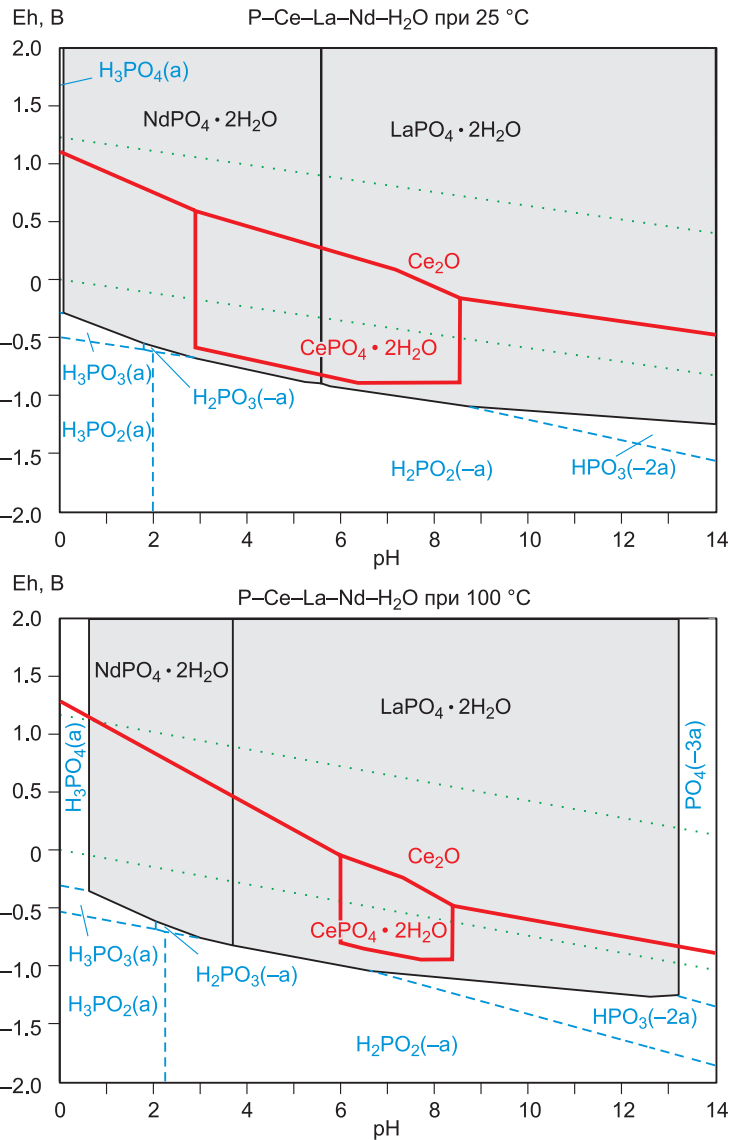 Eh, В
P–Ce–La–Nd–H₂O при 25 °C
2.0
1.5
1.0
0.5
0
–0.5
–1.0
–1.5
–2.0
H₃PO₄(a)
NdPO₄ • 2H₂O
LaPO₄ • 2H₂O
Ce₂O
CePO₄ • 2H₂O
H₃PO₃(a)
H₂PO₃(–a)
H₃PO₂(a)
H₂PO₂(–a)
HPO₃(–2a)
0 2 4 6 8 10 12 14
pH
Eh, В
P–Ce–La–Nd–H₂O при 100 °C
2.0
1.5
1.0
0.5
0
–0.5
–1.0
–1.5
–2.0
H₃PO₄(a)
NdPO₄ • 2H₂O
LaPO₄ • 2H₂O
PO₄(–3a)
Ce₂O
CePO₄ • 2H₂O
H₃PO₃(a)
H₂PO₃(–a)
H₃PO₂(a)
H₂PO₂(–a)
HPO₃(–2a)
0 2 4 6 8 10 12 14
pH